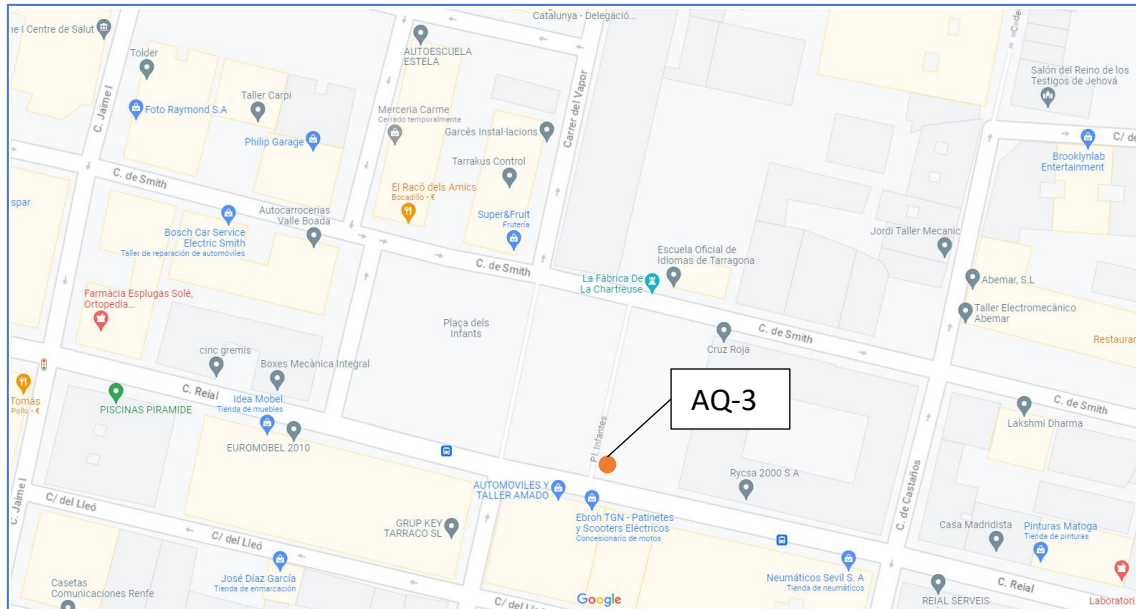 Catalunya - Delegació...
ne I Centre de Salut
AUTOESCUELA
ESTELA
Tolder
Taller Carpi
Foto Raymond S.A
Philip Garage
C. Jaime I
Merceria Carme
Cerrado temporalmente
Garcés Instal·lacions
Carrer del Vapor
Tarrakus Control
Salón del Reino de los
Testigos de Jehová
C/ de
Brooklynlab
Entertainment
C. de Smith
El Racó dels Amics
Bocadillo • €
Super&Fruit
Frutería
spar
Autocarrocerias
Valle Boada
Bosch Car Service
Electric Smith
Taller de reparación de automóviles
Jordi Taller Mecanic
C. de Smith
Escuela Oficial de
Idiomas de Tarragona
La Fàbrica De
La Chartreuse
Abemar, S.L
Taller Electromecànico
Abemar
Farmàcia Esplugas Solé,
Ortopedia...
Plaça dels
Infants
C. de Smith
Restaurar
cinc gremis
Boxes Mecànica Integral
Cruz Roja
C. Reial
Tomás
Pollo • €
PISCINAS PIRAMIDE
Idea Mobel
Tienda de muebles
EUROMOBEL 2010
AQ-3
C. de Smith
Lakshmi Dharma
Pl. Infantes
Rycsa 2000 S A
AUTOMOVILES Y
TALLER AMADO
C. Jaime I
C/ del Lleó
C/ del Lleó
GRUP KEY
TARRACO SL
Ebroh TGN - Patinetes
y Scooters Eléctricos
Concesionario de motos
C. de Castaños
Casa Madridista
Pinturas Matoga
Tienda de pinturas
José Díaz García
Tienda de enmarcación
Casetas
Comunicaciones Renfe
Google
Neumáticos Sevil S. A
Tienda de neumáticos
REIAL SERVEIS
C. Reial
Laboratori